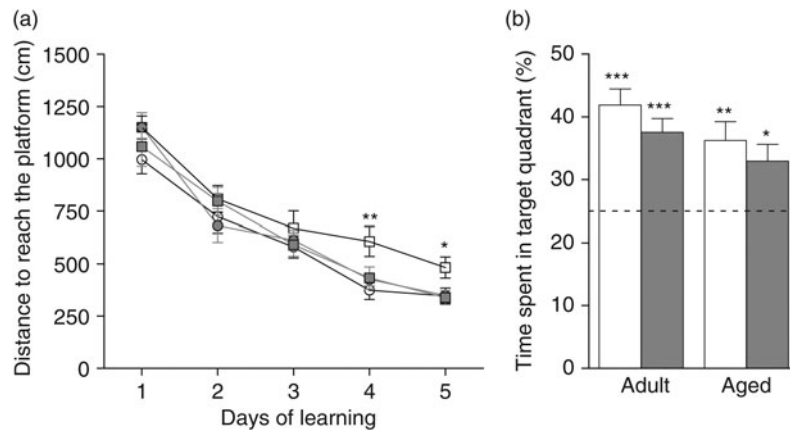 (a)
Distance to reach the platform (cm)
1500
1250
1000
750
500
250
0
**
*
1 2 3 4 5
Days of learning
(b)
Time spent in target quadrant (%)
50
40
30
20
10
0
***
***
**
*
Adult Aged